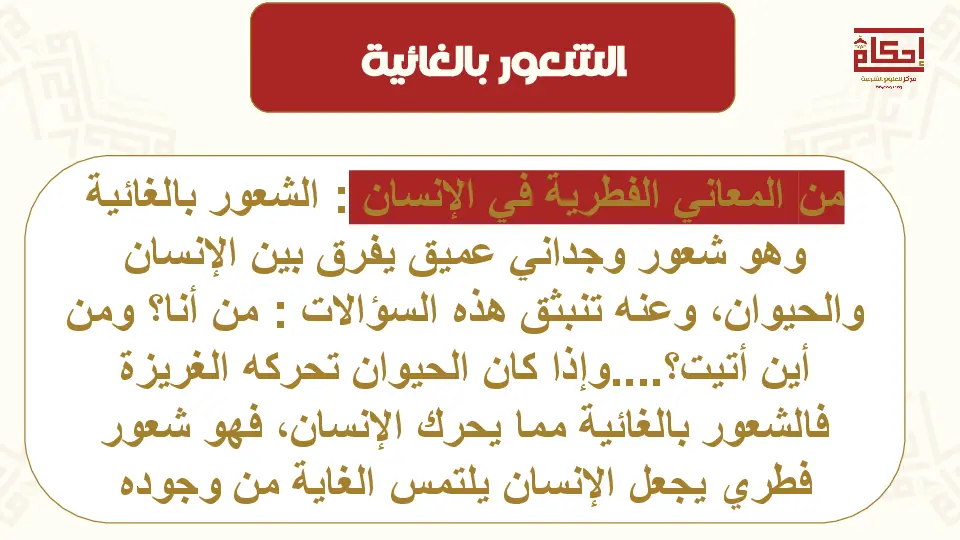 الشعور بالغائية
إحكام
مركز للعلوم الشرعية
من المعاني الفطرية في الإنسان : الشعور بالغائية
وهو شعور وجداني عميق يفرق بين الإنسان
والحيوان، وعنه تنبثق هذه السؤالات : من أنا؟ ومن
أين أتيت؟....وإذا كان الحيوان تحركه الغريزة
فالشعور بالغائية مما يحرك الإنسان، فهو شعور
فطري يجعل الإنسان يلتمس الغاية من وجوده